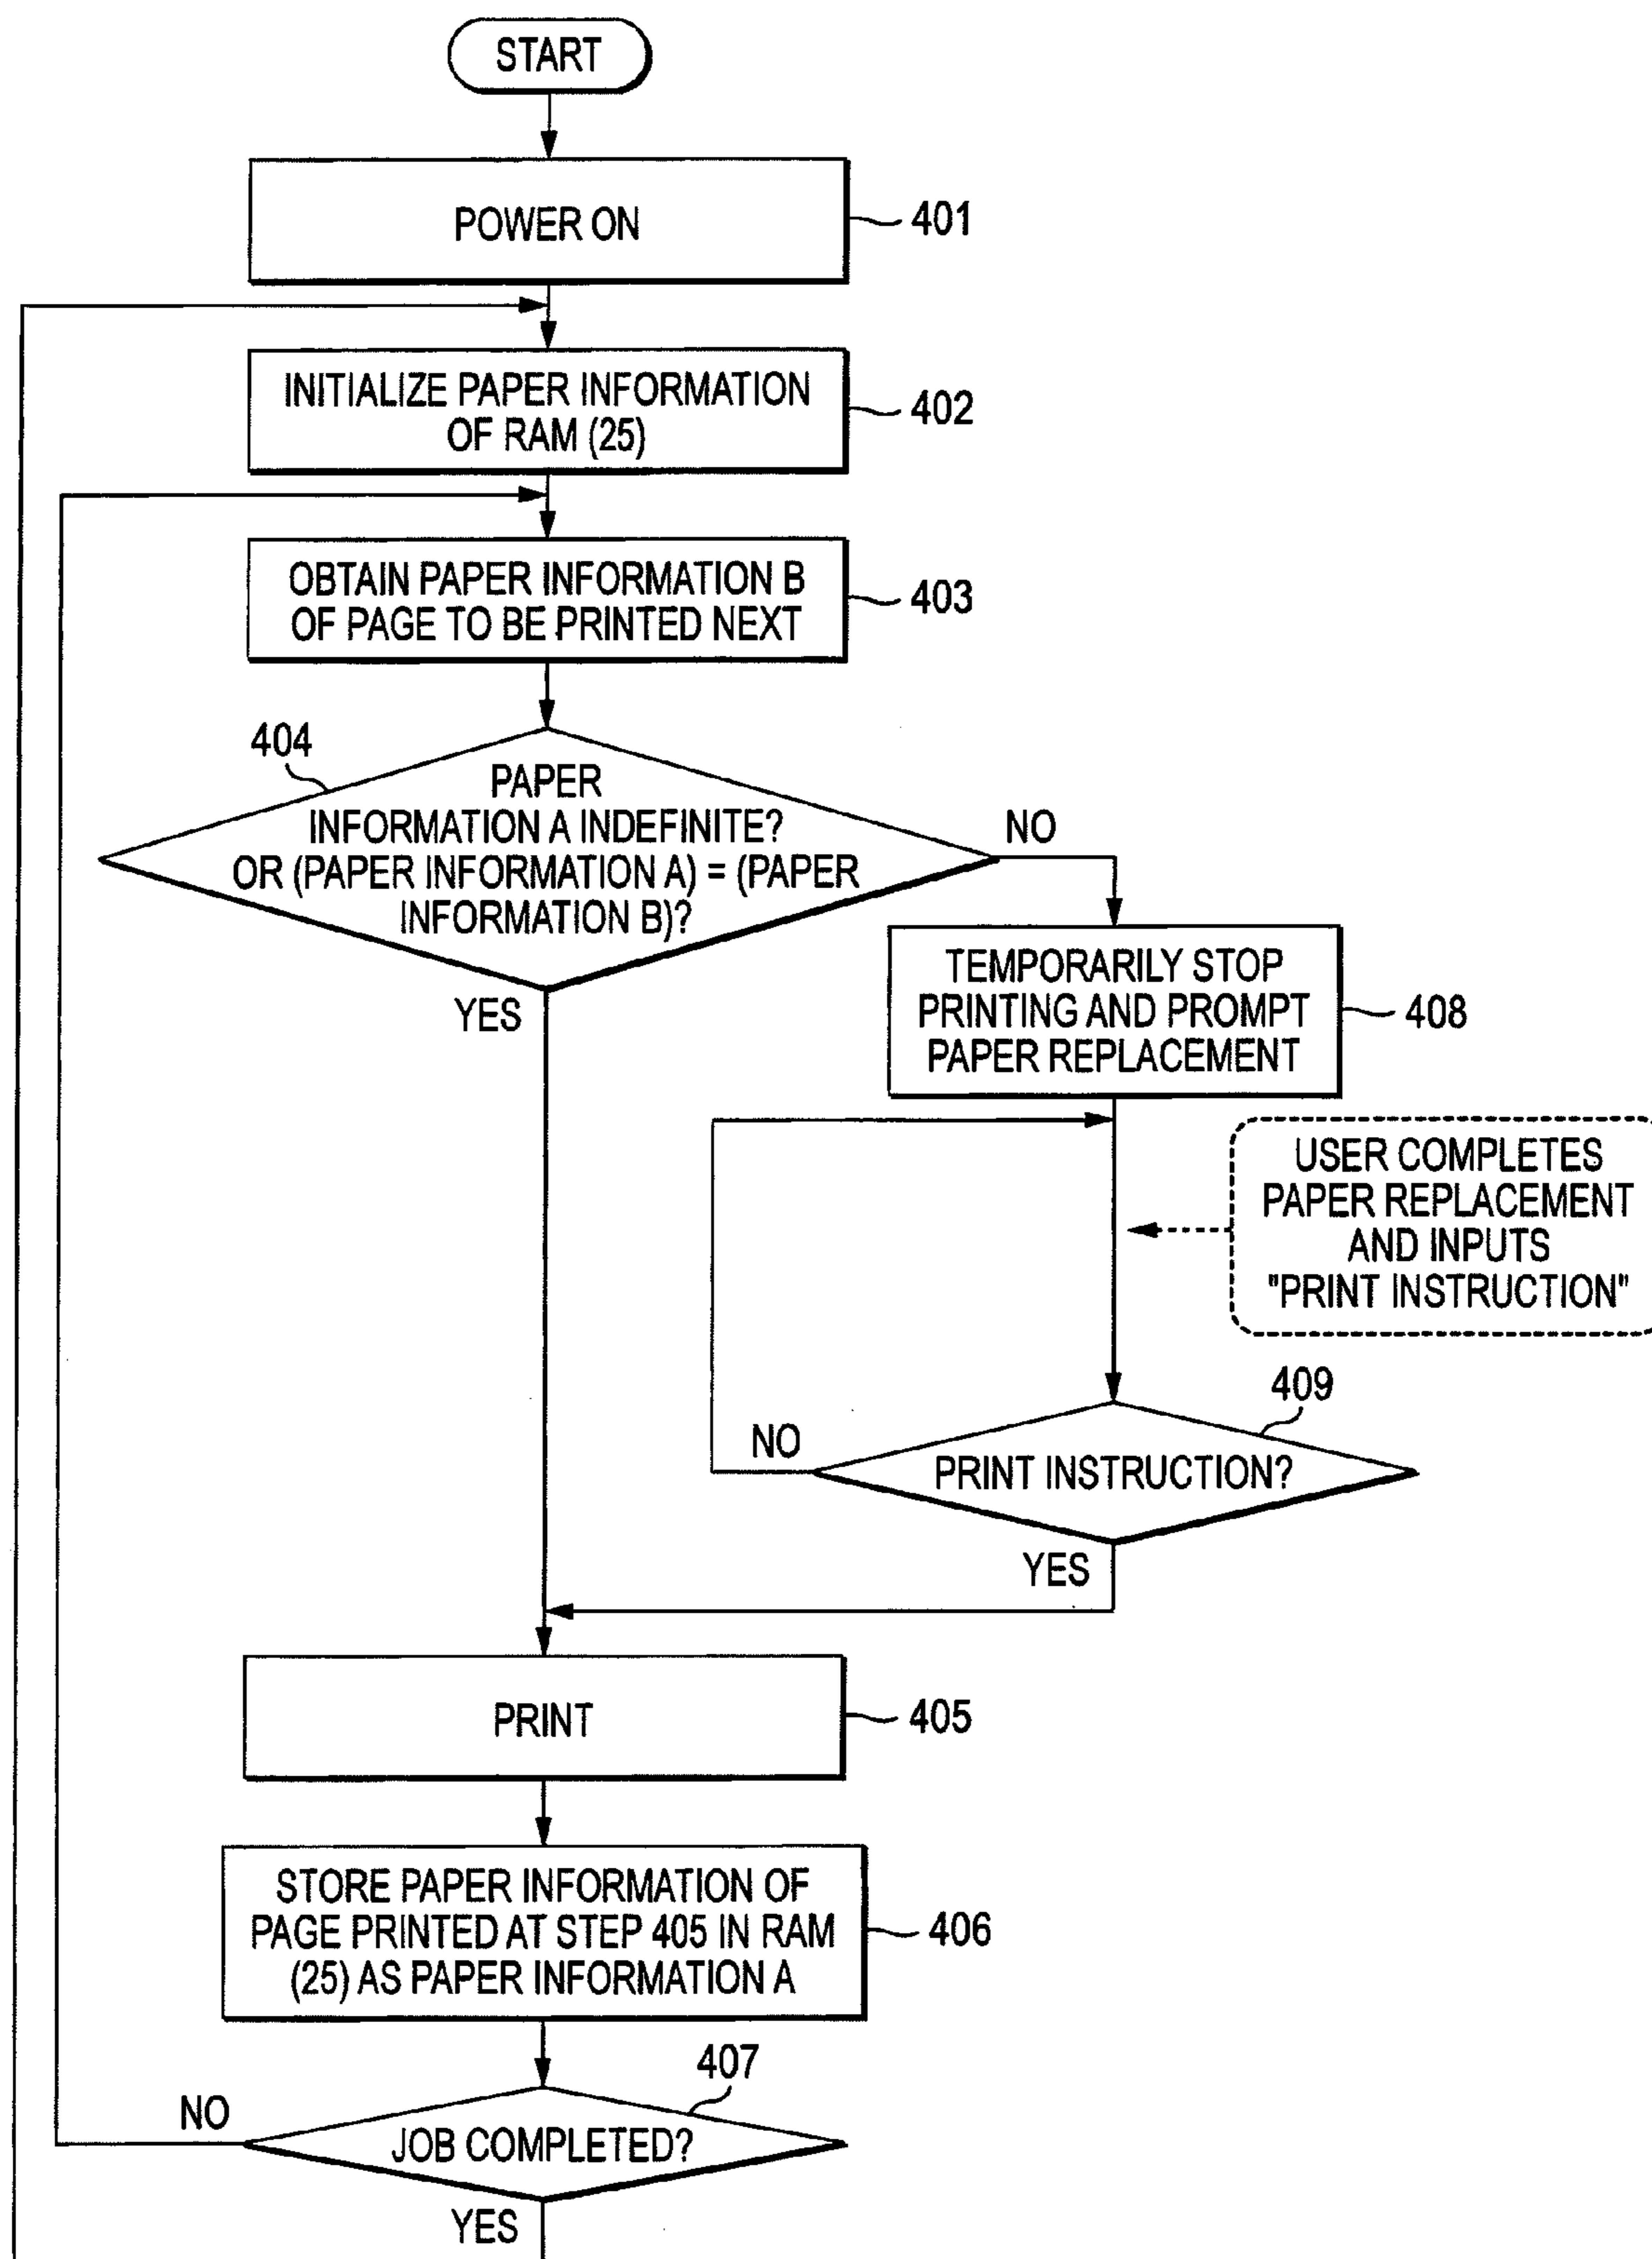 START
POWER ON
401
INITIALIZE PAPER INFORMATION
OF RAM (25)
402
OBTAIN PAPER INFORMATION B
OF PAGE TO BE PRINTED NEXT
403
404
PAPER
INFORMATION A INDEFINITE?
OR (PAPER INFORMATION A) = (PAPER
INFORMATION B)?
NO
YES
TEMPORARILY STOP
PRINTING AND PROMPT
PAPER REPLACEMENT
408
USER COMPLETES
PAPER REPLACEMENT
AND INPUTS
"PRINT INSTRUCTION"
409
NO
PRINT INSTRUCTION?
YES
PRINT
405
STORE PAPER INFORMATION OF
PAGE PRINTED AT STEP 405 IN RAM
(25) AS PAPER INFORMATION A
406
407
NO
JOB COMPLETED?
YES